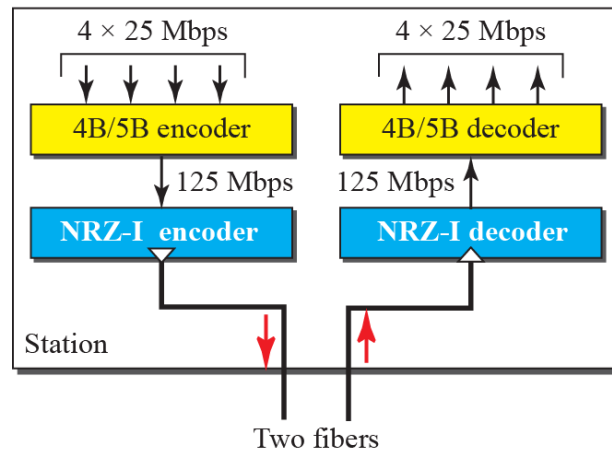 4 × 25 Mbps
4B/5B encoder
125 Mbps
NRZ-I encoder
4 × 25 Mbps
4B/5B decoder
125 Mbps
NRZ-I decoder
Station
Two fibers